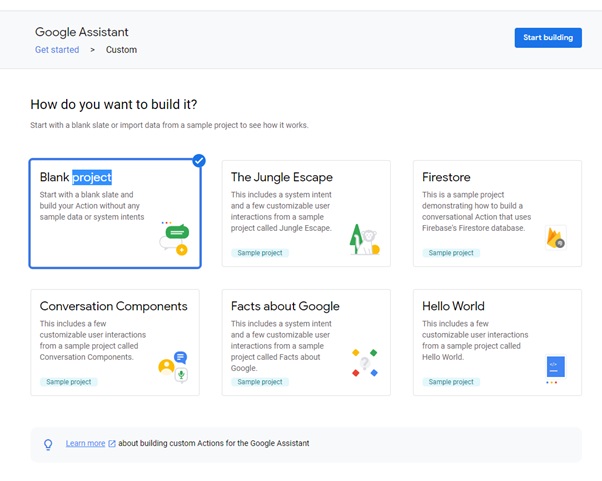 Google Assistant
Start building
Get started > Custom
How do you want to build it?
Start with a blank slate or import data from a sample project to see how it works.
Blank project
Start with a blank slate and
build your Action without any
sample data or system intents
The Jungle Escape
This includes a system intent
and a few customizable user
interactions from a sample
project called Jungle Escape.
Sample project
Firestore
This is a sample project
demonstrating how to build a
conversational Action that uses
Firebase's Firestore database.
Sample project
Conversation Components
This includes a few
customizable user interactions
from a sample project called
Conversation Components.
Sample project
Facts about Google
This includes a system intent
and a few customizable user
interactions from a sample
project called Facts about
Google.
Sample project
Hello World
This includes a few
customizable user interactions
from a sample project called
Hello World.
Sample project
Learn more about building custom Actions for the Google Assistant